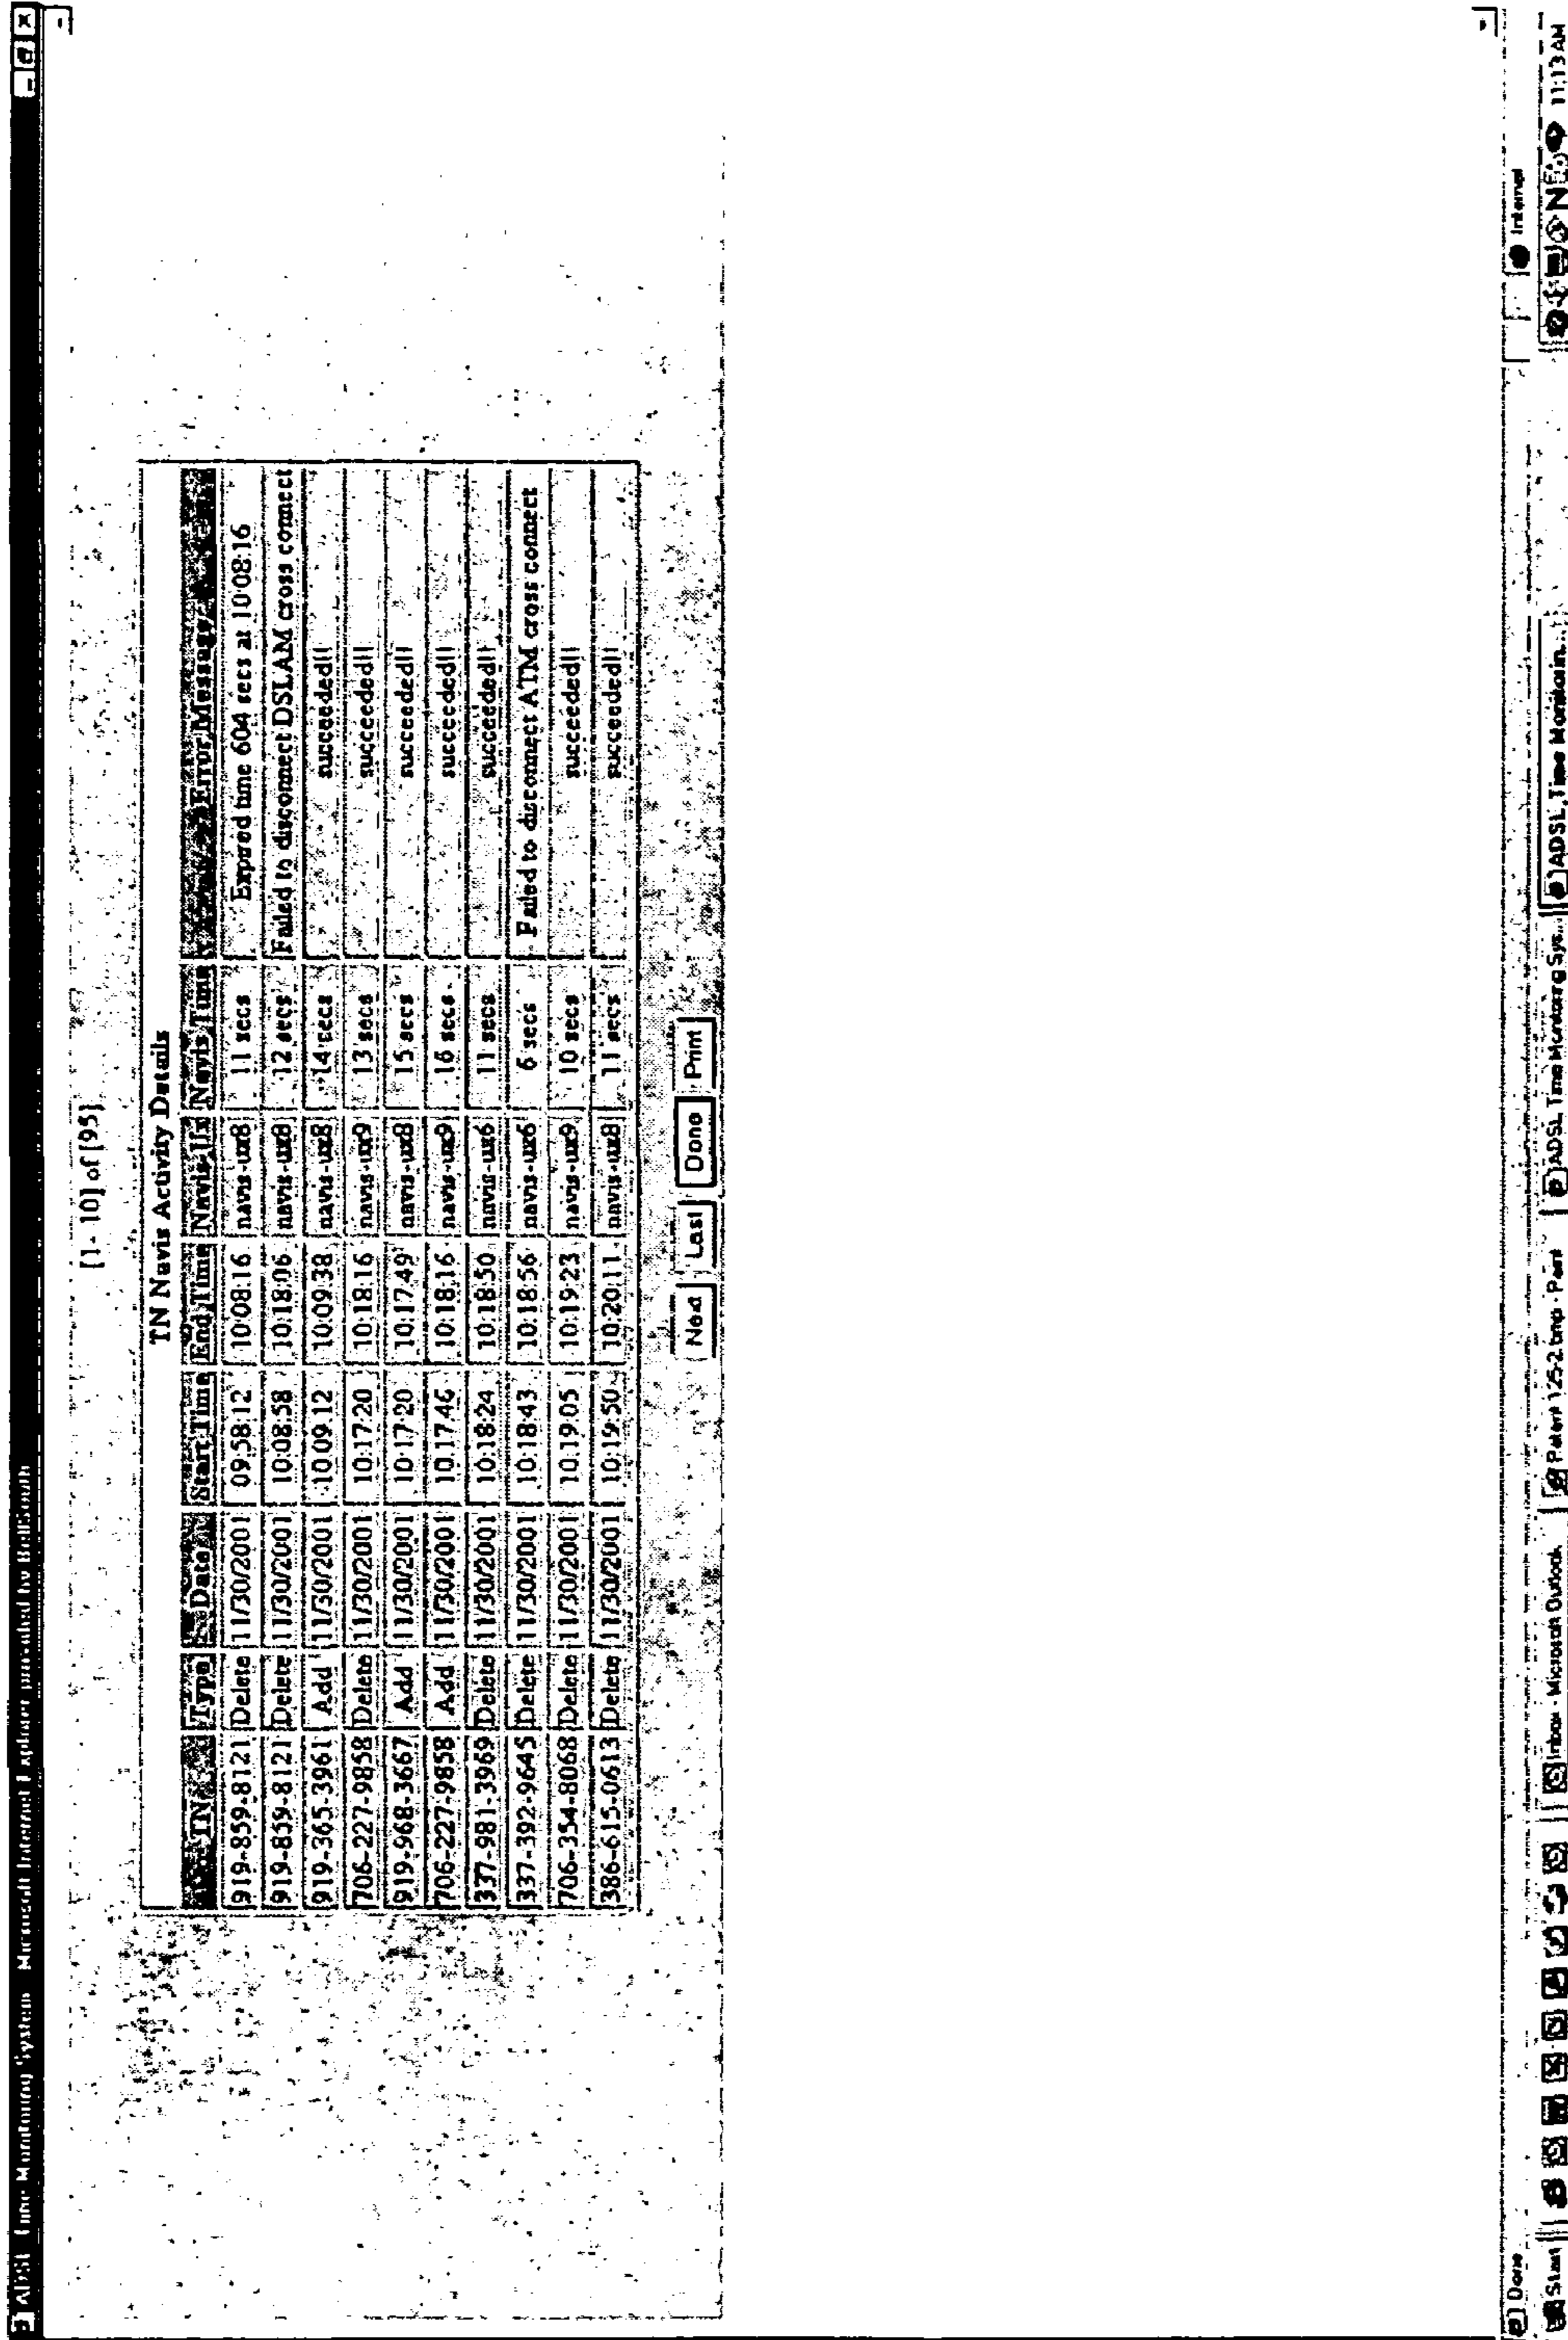 ADSL Time Monitoring System Microsoft Internet Explorer provided by BellSouth
[1- 10] of [95]
TN Navis Activity Details
TN Type Date Start Time End Time Navis Ux Navis Time Error Message
919-859-8121 Delete 11/30/2001 09:58:12 10:08:16 navis-ux8 11 secs Expired time 604 secs at 10:08:16
919-859-8121 Delete 11/30/2001 10:08:58 10:18:06 navis-ux8 12 secs Failed to disconnect DSLAM cross connect
919-365-3961 Add 11/30/2001 10:09:12 10:09:38 navis-ux8 14 secs succeeded!!
706-227-9858 Delete 11/30/2001 10:17:20 10:18:16 navis-ux9 13 secs succeeded!!
919-968-3667 Add 11/30/2001 10:17:20 10:17:49 navis-ux8 15 secs succeeded!!
706-227-9858 Add 11/30/2001 10:17:46 10:18:16 navis-ux9 16 secs succeeded!!
337-981-3969 Delete 11/30/2001 10:18:24 10:18:50 navis-ux6 11 secs succeeded!!
337-392-9645 Delete 11/30/2001 10:18:43 10:18:56 navis-ux6 6 secs Failed to disconnect ATM cross connect
706-354-8068 Delete 11/30/2001 10:19:05 10:19:23 navis-ux9 10 secs succeeded!!
386-615-0613 Delete 11/30/2001 10:19:50 10:20:11 navis-ux8 11 secs succeeded!!
Next Last Done Print
Done Internet
Start Inbox - Microsoft Outlook Patent 125-2.bmp - Paint ADSL Time Monitoring Sys... ADSL Time Monitorin... 11:13 AM